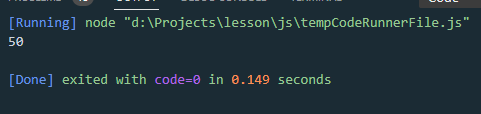 [Running] node "d:\Projects\lesson\js\tempCodeRunnerFile.js"
50
[Done] exited with code=0 in 0.149 seconds